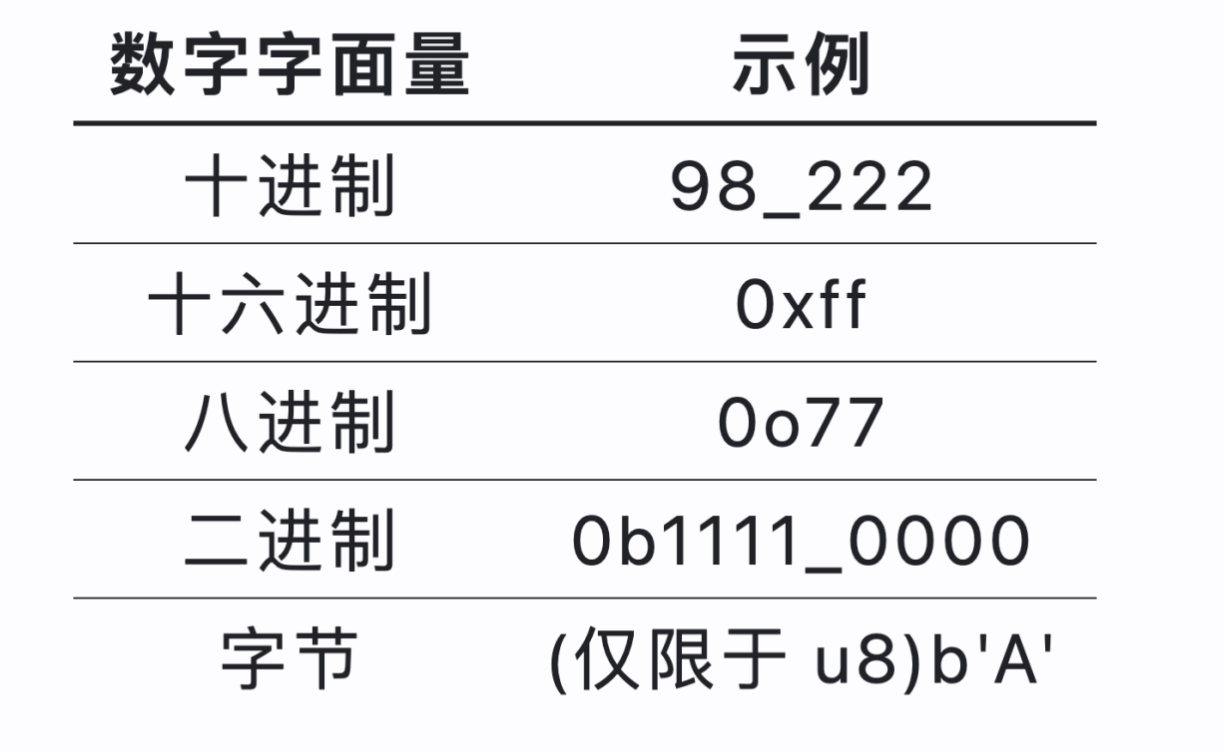 数字字面量 示例
十进制 98_222
十六进制 0xff
八进制 0o77
二进制 0b1111_0000
字节 (仅限于 u8)b'A'